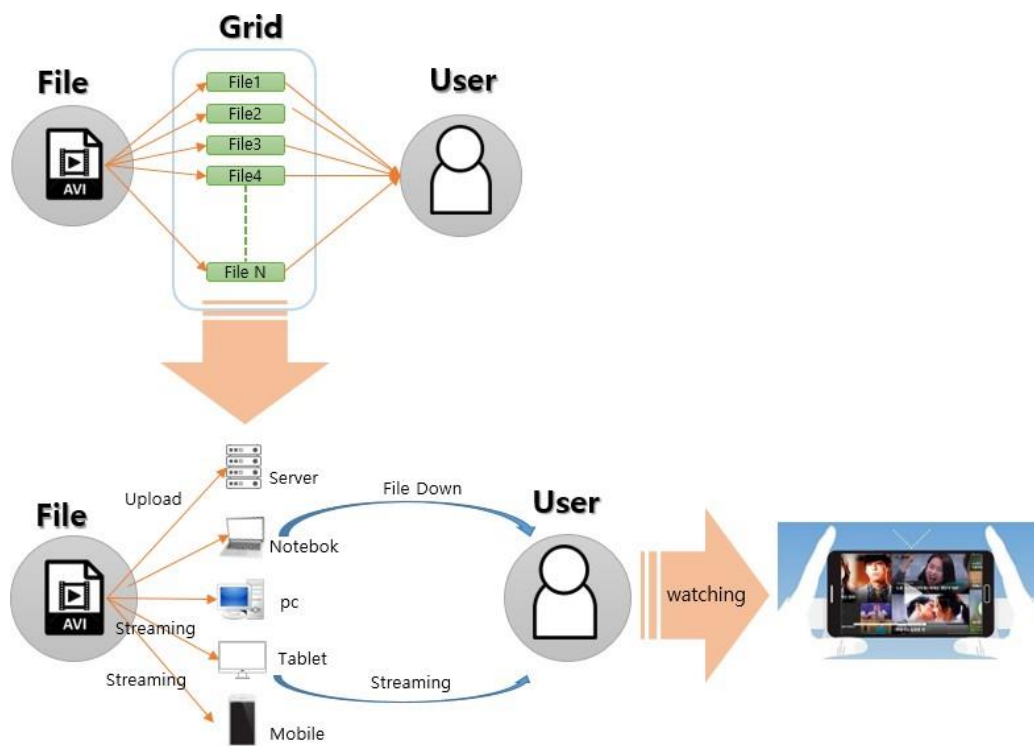 Grid
File
User
File1
File2
File3
File4
File N
AVI
Server
Upload
File Down
File
User
Notebok
AVI
pc
watching
Streaming
Tablet
Streaming
Streaming
Mobile